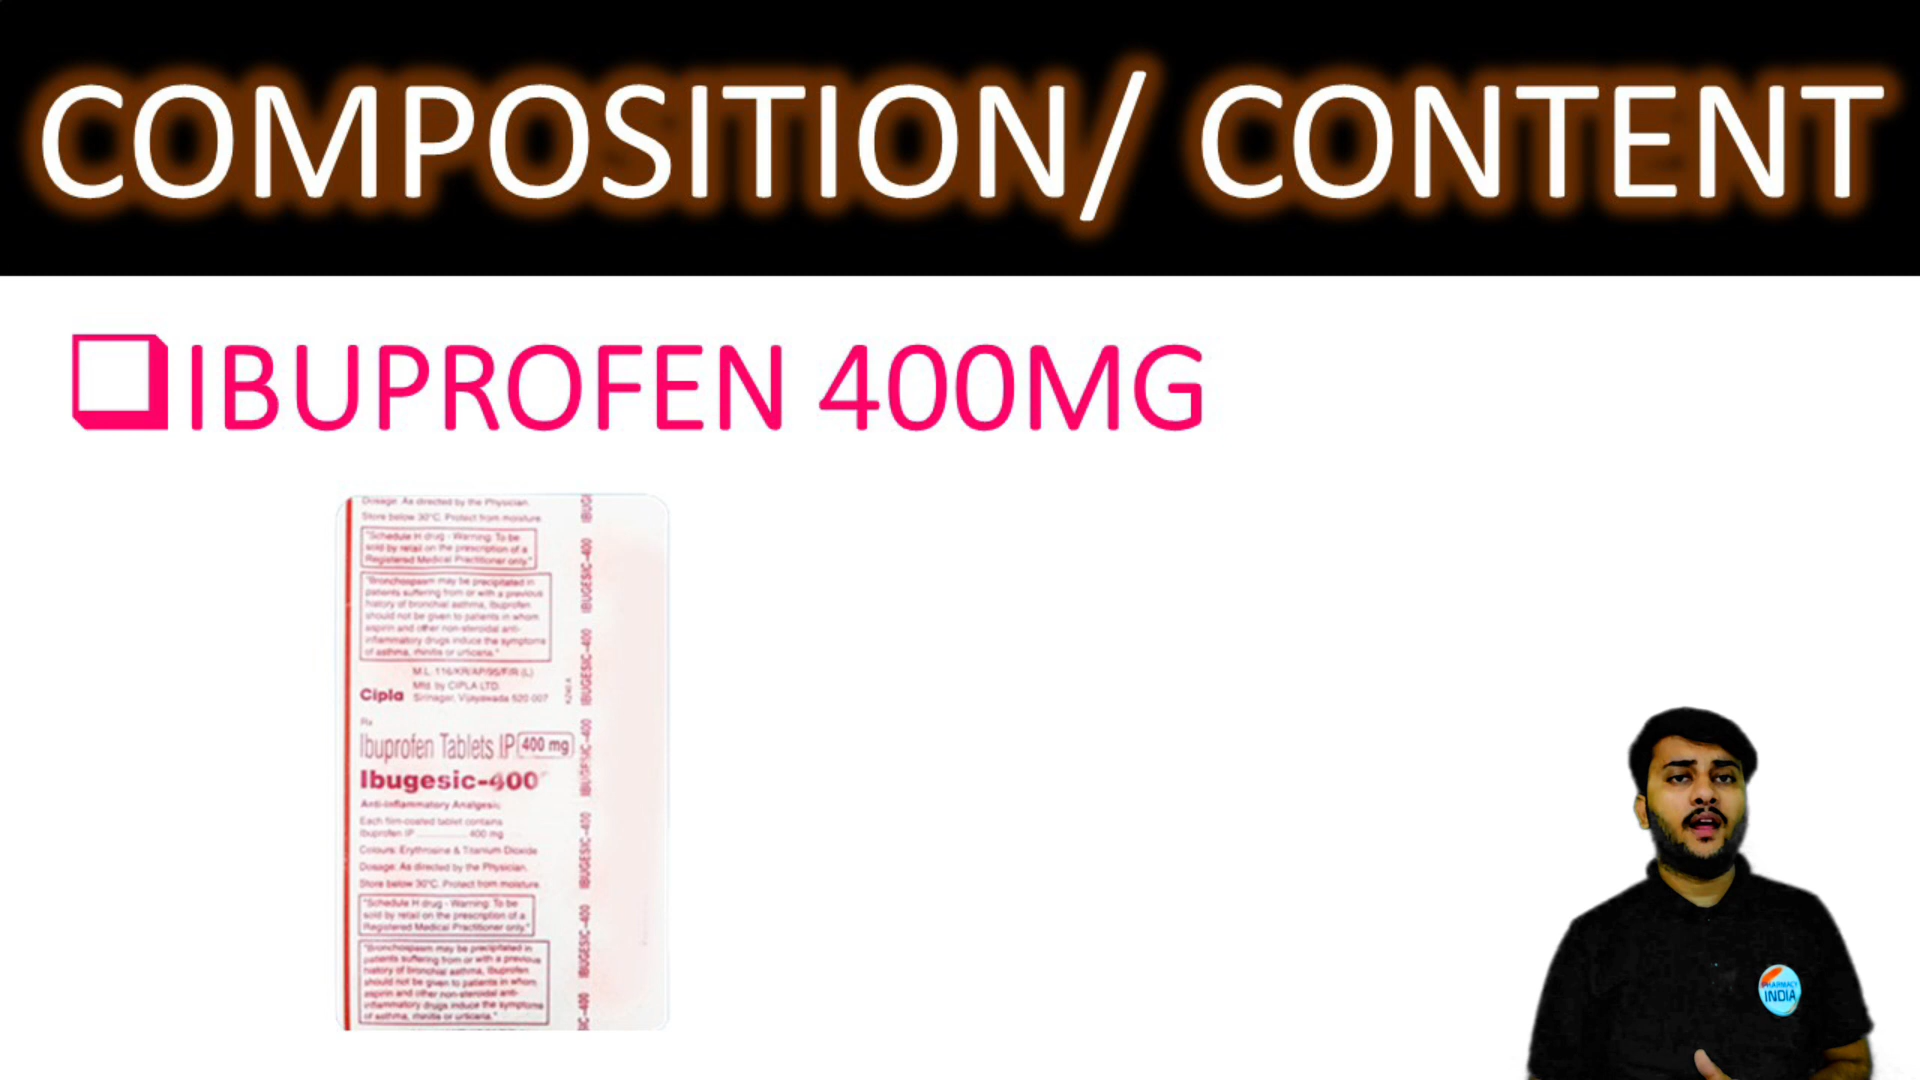 COMPOSITION/ CONTENT
IBUPROFEN 400MG
Dosage: As directed by the Physician.
Store below 30°C. Protect from moisture.
"Schedule H drug - Warning: To be
sold by retail on the prescription of a
Registered Medical Practitioner only."
"Bronchospasm may be precipitated in
patients suffering from or with a previous
history of bronchial asthma, Ibuprofen
should not be given to patients in whom
aspirin and other non-steroidal anti-
inflammatory drugs induce the symptoms
of asthma, rhinitis or urticaria."
Mfd. by CIPLA LTD.
Cipla
Vijayawada 520 007
Rx
Ibuprofen Tablets IP 400 mg
Ibugesic-400
Anti-inflammatory Analgesic
Each film-coated tablet contains
Ibuprofen IP 400 mg
Colours: Erythrosine & Titanium Dioxide
Dosage: As directed by the Physician.
Store below 30°C. Protect from moisture.
"Schedule H drug - Warning: To be
sold by retail on the prescription of a
Registered Medical Practitioner only."
"Bronchospasm may be precipitated in
patients suffering from or with a previous
history of bronchial asthma, Ibuprofen
should not be given to patients in whom
aspirin and other non-steroidal anti-
inflammatory drugs induce the symptoms
of asthma, rhinitis or urticaria."
IBUGESIC-400 IBUGESIC-400 IBUGESIC-400 IBUGESIC-400 IBUGESIC-400
PHARMACY
INDIA